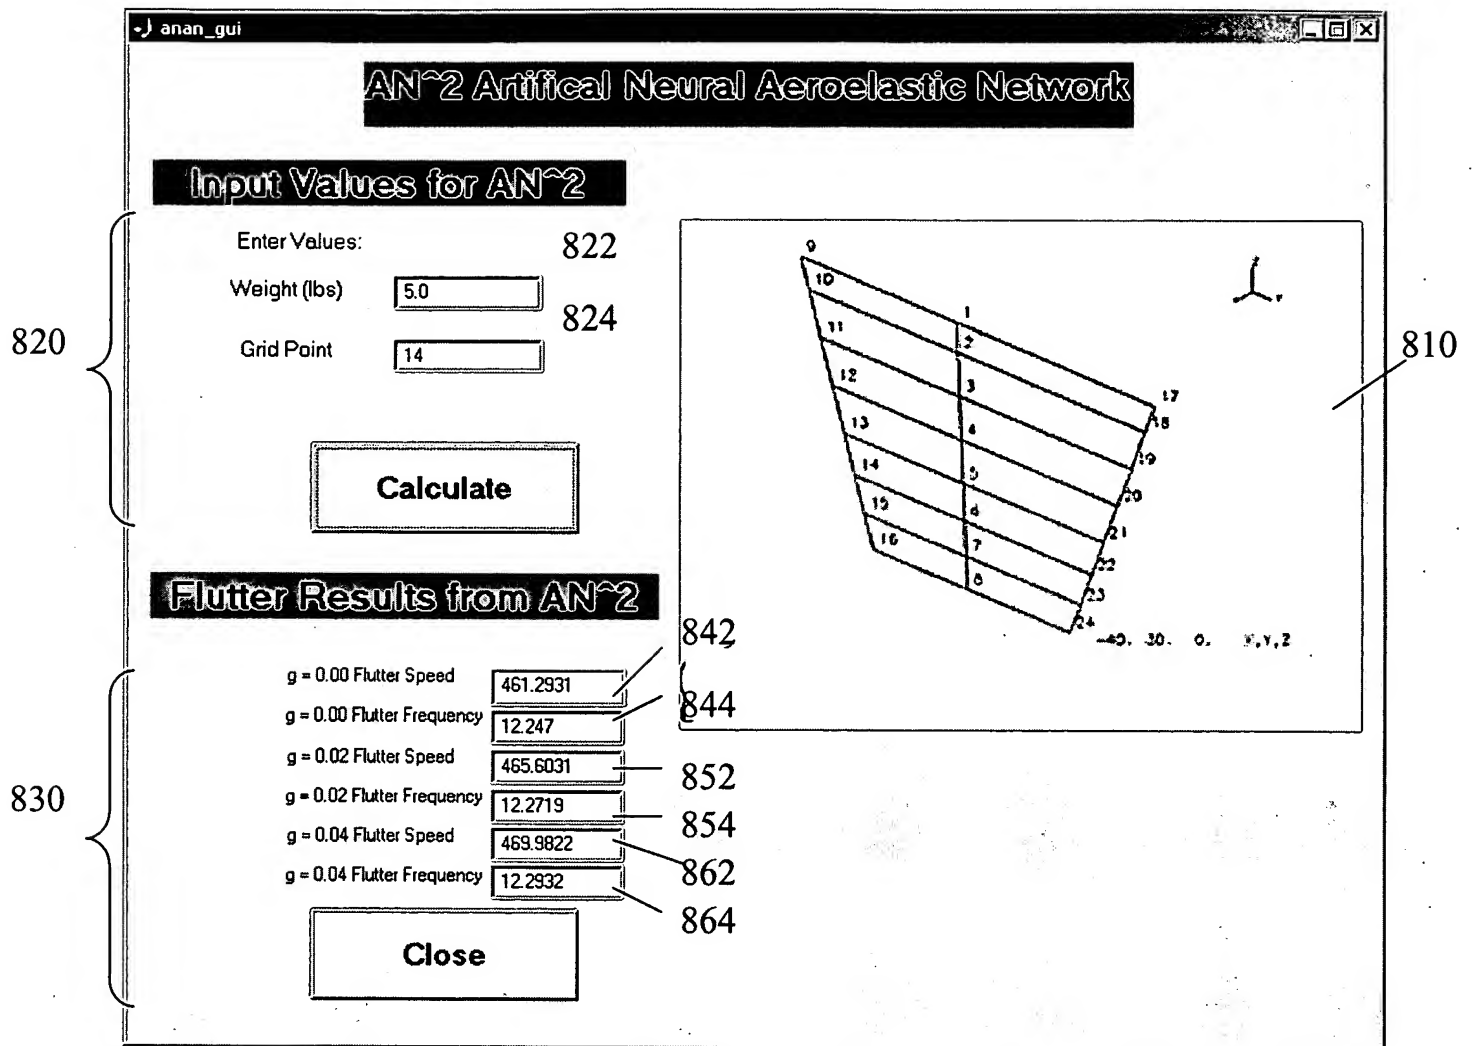 anan_gui
AN^2 Artifical Neural Aeroelastic Network
Input Values for AN^2
Enter Values:
822
Weight (lbs)
5.0
824
Grid Point
14
820
Calculate
810
9
10
11
12
13
14
15
16
1
2
3
4
5
6
7
8
17
18
19
20
21
22
23
24
Z
Y
-40. 30. 0. X,Y,Z
Flutter Results from AN^2
830
g = 0.00 Flutter Speed
461.2931
842
g = 0.00 Flutter Frequency
12.247
844
g = 0.02 Flutter Speed
465.6031
852
g = 0.02 Flutter Frequency
12.2719
854
g = 0.04 Flutter Speed
469.9822
862
g = 0.04 Flutter Frequency
12.2932
864
Close